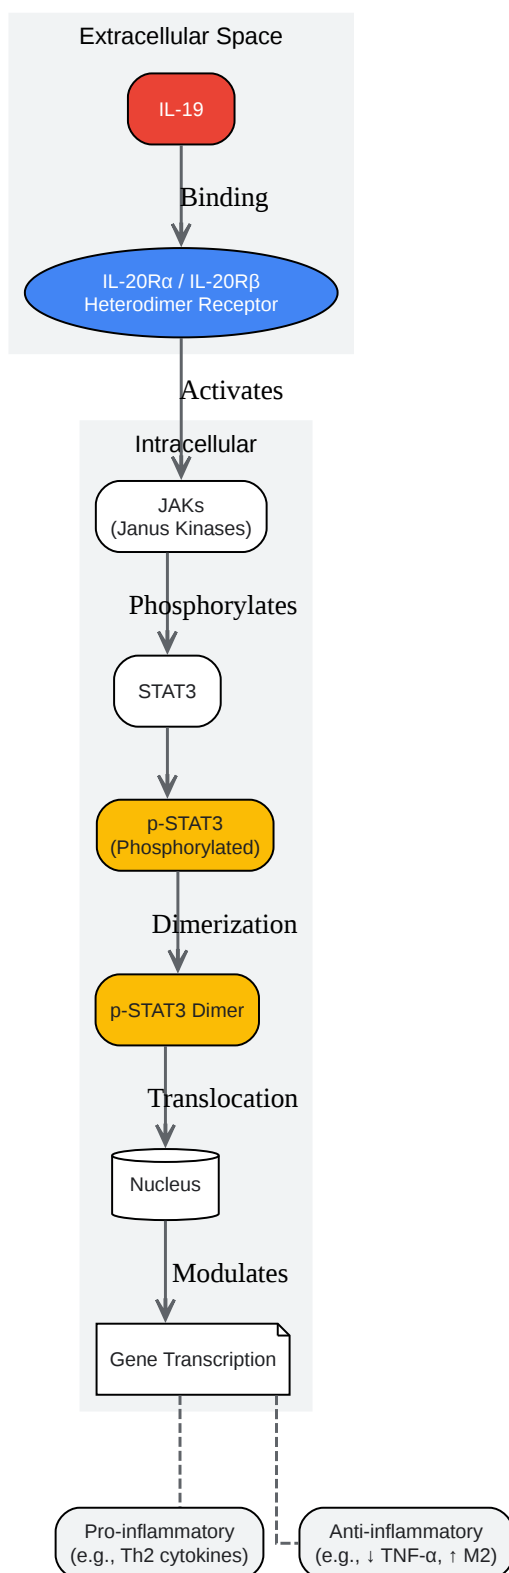 Extracellular Space
IL-19
Binding
IL-20Rα / IL-20Rβ
Heterodimer Receptor
Activates
Intracellular
JAKs
(Janus Kinases)
Phosphorylates
STAT3
p-STAT3
(Phosphorylated)
Dimerization
p-STAT3 Dimer
Translocation
Nucleus
Modulates
Gene Transcription
Pro-inflammatory
(e.g., Th2 cytokines)
Anti-inflammatory
(e.g., ↓ TNF-α, ↑ M2)